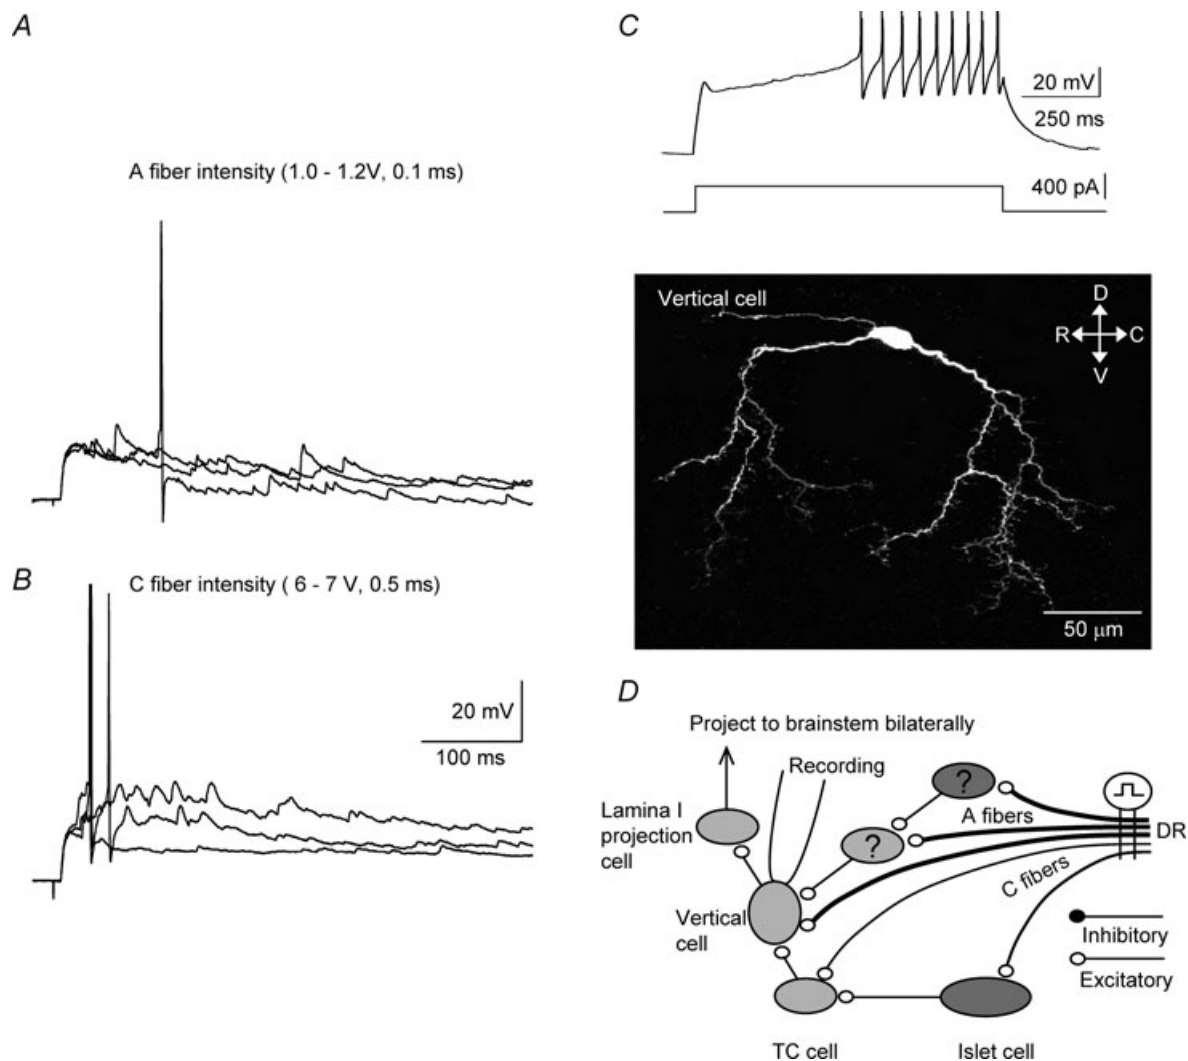 A
A fiber intensity (1.0 - 1.2V, 0.1 ms)
B
C fiber intensity ( 6 - 7 V, 0.5 ms)
20 mV
100 ms
C
20 mV
250 ms
400 pA
Vertical cell
D
R
C
V
50 μm
D
Project to brainstem bilaterally
Recording
Lamina I
projection
cell
?
A fibers
?
DR
C fibers
Vertical
cell
Inhibitory
Excitatory
TC cell
Islet cell